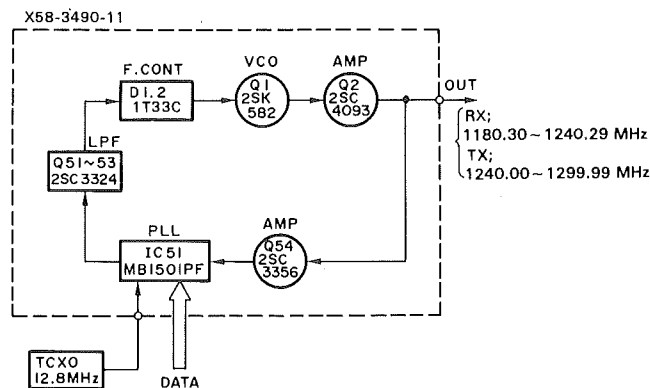 X58-3490-11
F.CONT
D1.2
1T33C
VCO
Q1
2SK
582
AMP
Q2
2SC
4093
OUT
RX;
1180.30~1240.29 MHz
TX;
1240.00~1299.99 MHz
LPF
Q51~53
2SC3324
PLL
IC51
MB1501PF
AMP
Q54
2SC
3356
TCXO
12.8MHz
DATA